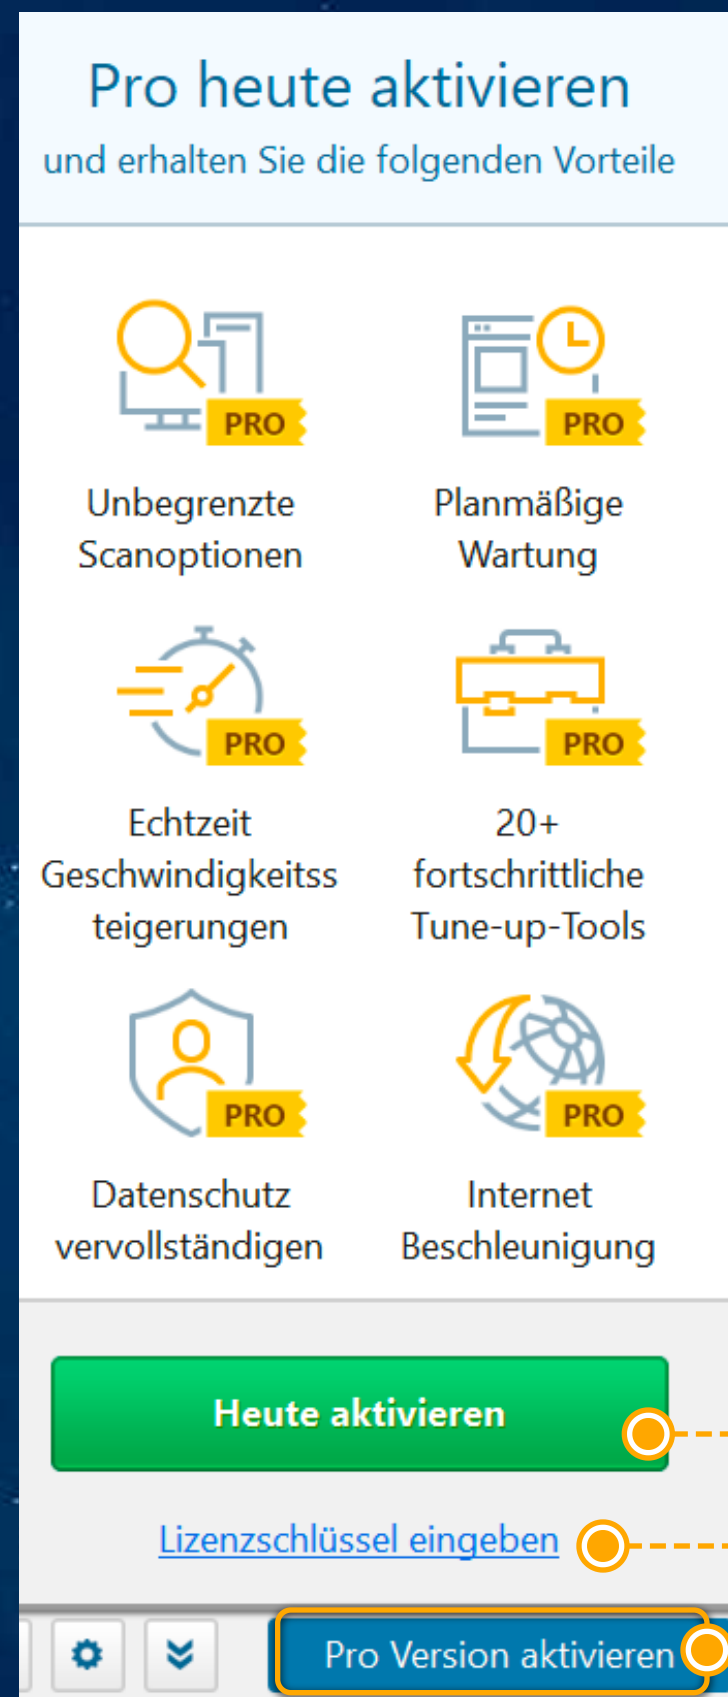 Pro heute aktivieren
und erhalten Sie die folgenden Vorteile
PRO
PRO
Unbegrenzte
Scanoptionen
Planmäßige
Wartung
PRO
PRO
Echtzeit
Geschwindigkeitss
teigerungen
20+
fortschrittliche
Tune-up-Tools
PRO
PRO
Datenschutz
vervollständigen
Internet
Beschleunigung
Heute aktivieren
Lizenzschlüssel eingeben
Pro Version aktivieren